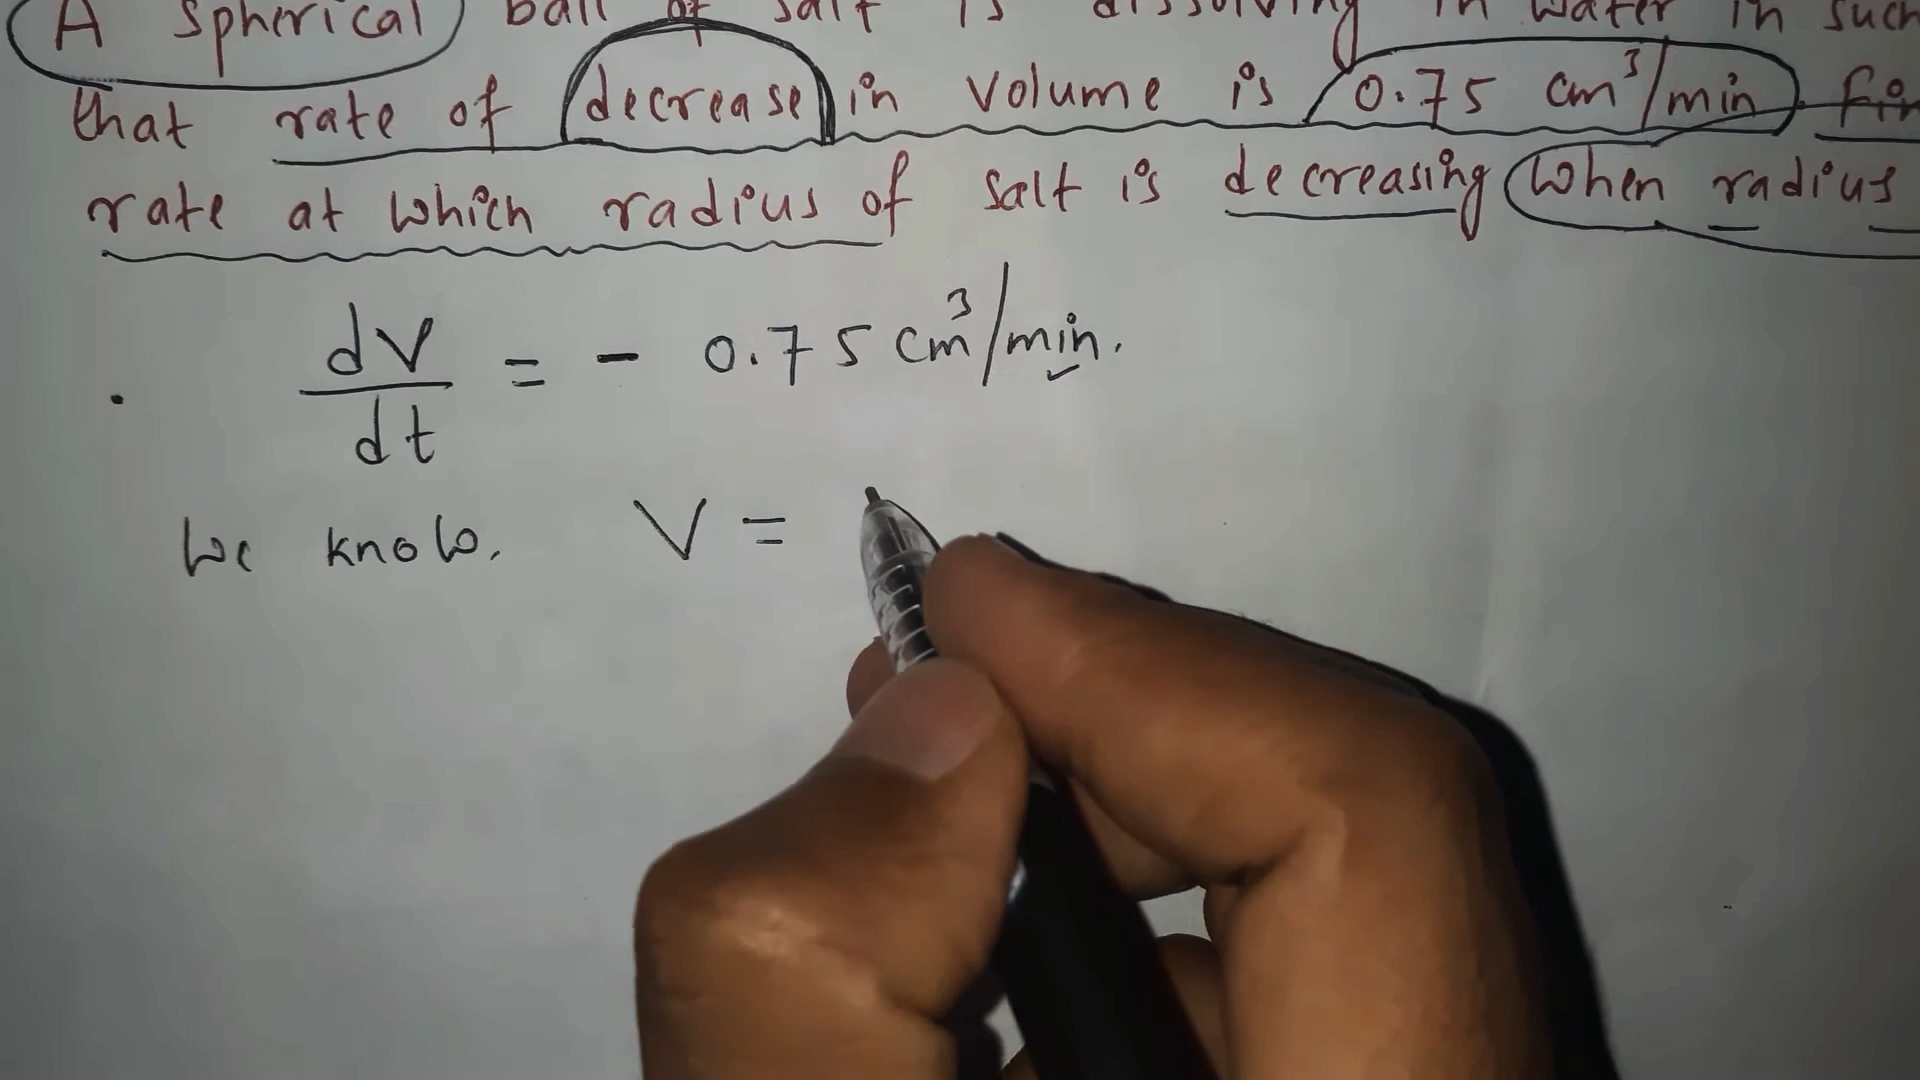 A spherical ball of salt is dissolving in water in such
that rate of decrease in volume is 0.75 cm³/min. Fin
rate at which radius of salt is decreasing when radius
dV/dt = - 0.75 cm³/min.
We know, V =